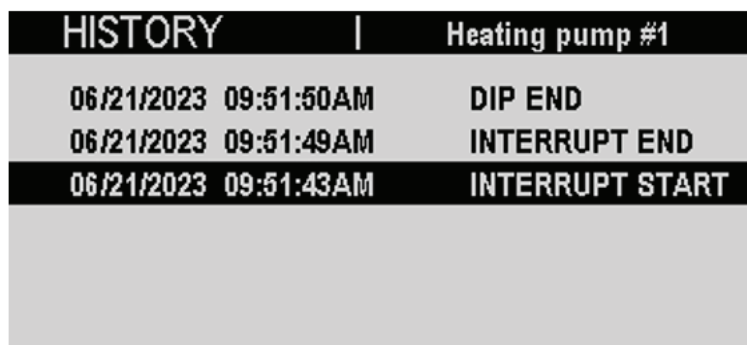 HISTORY | Heating pump #1
06/21/2023 09:51:50AM DIP END
06/21/2023 09:51:49AM INTERRUPT END
06/21/2023 09:51:43AM INTERRUPT START